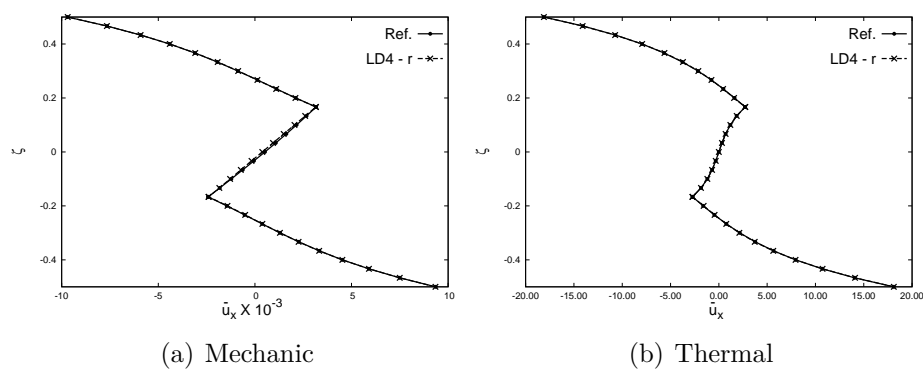 0.4
0.2
0
-0.2
-0.4
ζ
-10
-5
0
5
10
ūx X 10-3
Ref.
LD4 - r
(a) Mechanic
0.4
0.2
0
-0.2
-0.4
ζ
-20.00
-15.00
-10.00
-5.00
0.00
5.00
10.00
15.00
20.00
ūx
Ref.
LD4 - r
(b) Thermal